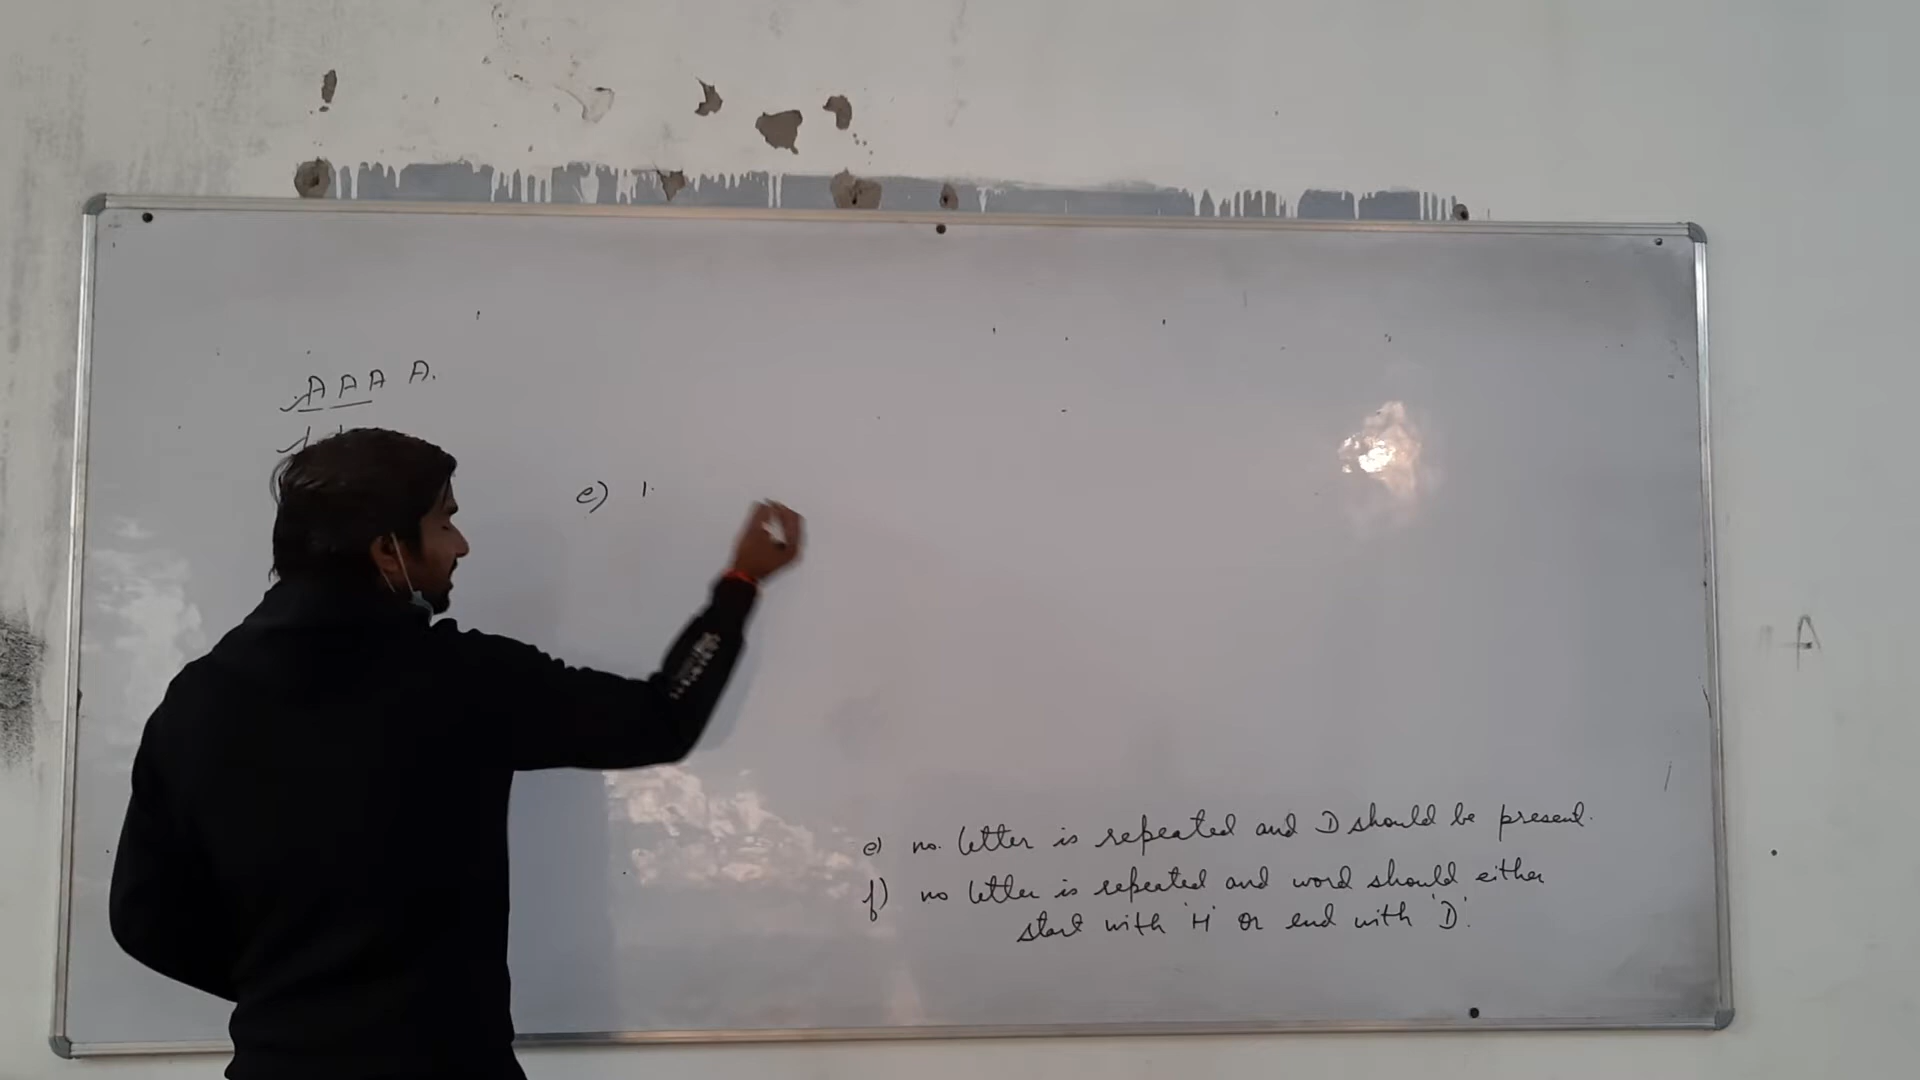 A A A A.
e) 1.
A
e) no. letter is repeated and D should be present.
f) no letter is repeated and word should either
start with 'H' or end with 'D'.